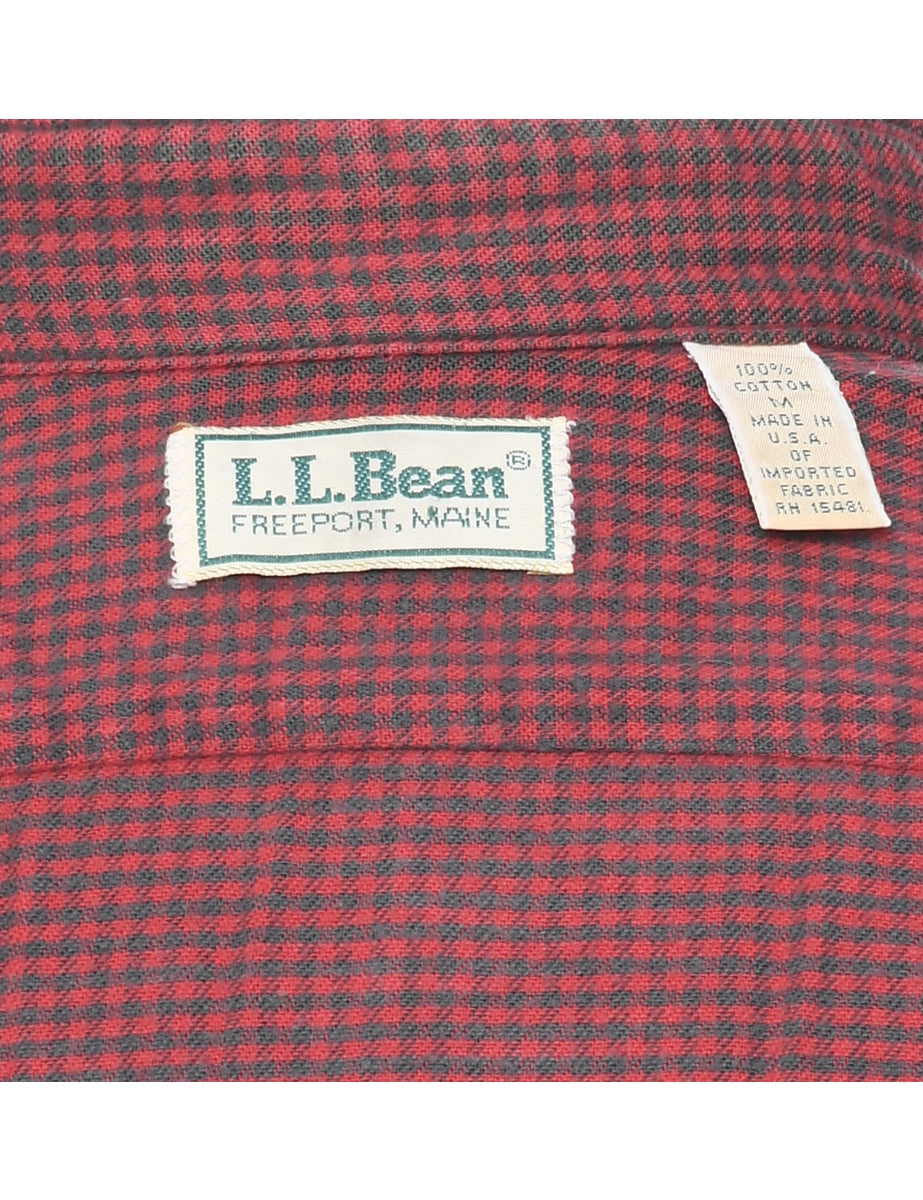 L.L.Bean®
FREEPORT, MAINE
100%
COTTON
M
MADE IN
U.S.A.
OF
IMPORTED
FABRIC
RN 15481